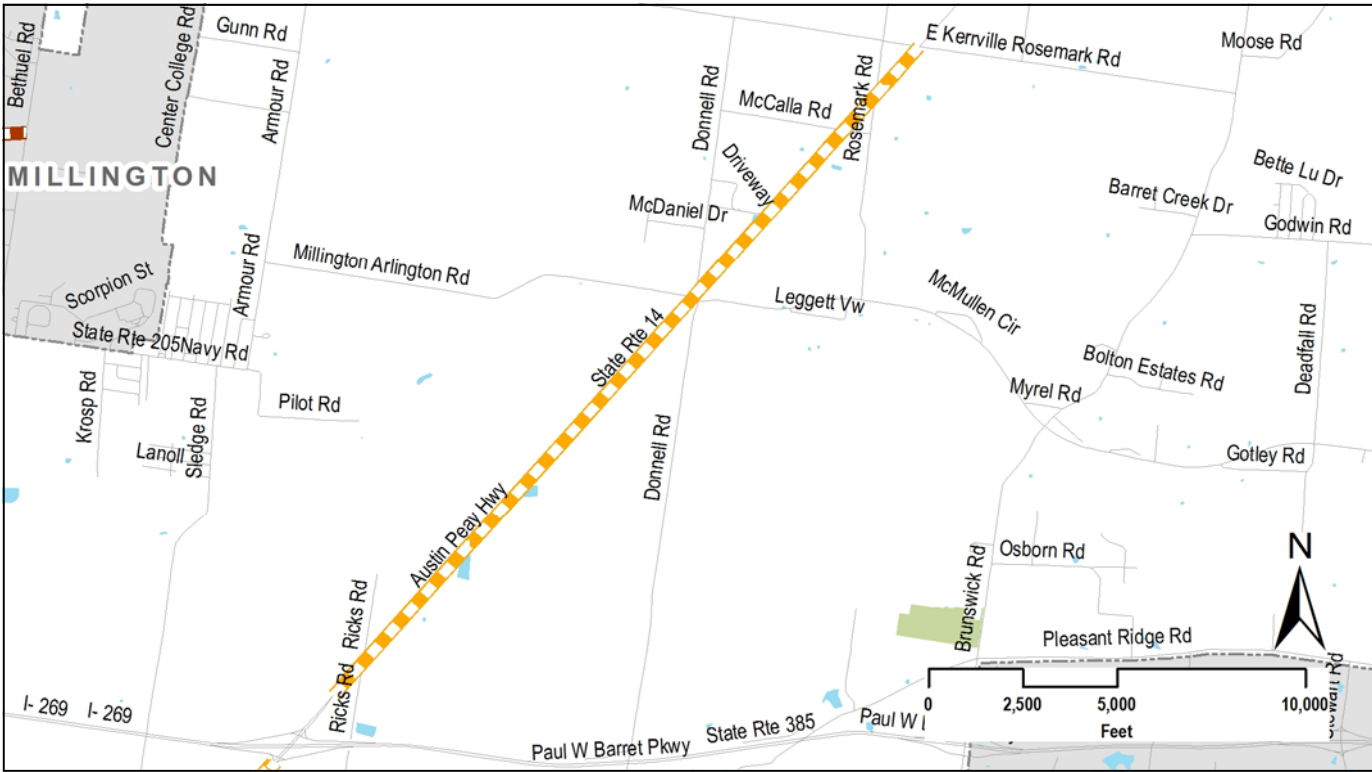 Bethuel Rd
Center College Rd
Gunn Rd
Armour Rd
Donnell Rd
McCalla Rd
Rosemark Rd
E Kerrville Rosemark Rd
Moose Rd
MILLINGTON
Driveway
McDaniel Dr
Bette Lu Dr
Barret Creek Dr
Godwin Rd
Armour Rd
Millington Arlington Rd
Scorpion St
State Rte 205Navy Rd
State Rte 14
Leggett Vw
McMullen Cir
Bolton Estates Rd
Deadfall Rd
Myrel Rd
Krosp Rd
Sledge Rd
Pilot Rd
Lanoll
Donnell Rd
Gotley Rd
Austin Peay Hwy
Ricks Rd
Osborn Rd
N
Brunswick Rd
Pleasant Ridge Rd
Ricks Rd
I- 269
I- 269
Paul W Barret Pkwy
State Rte 385
Paul W
0
2,500
5,000
10,000
Feet